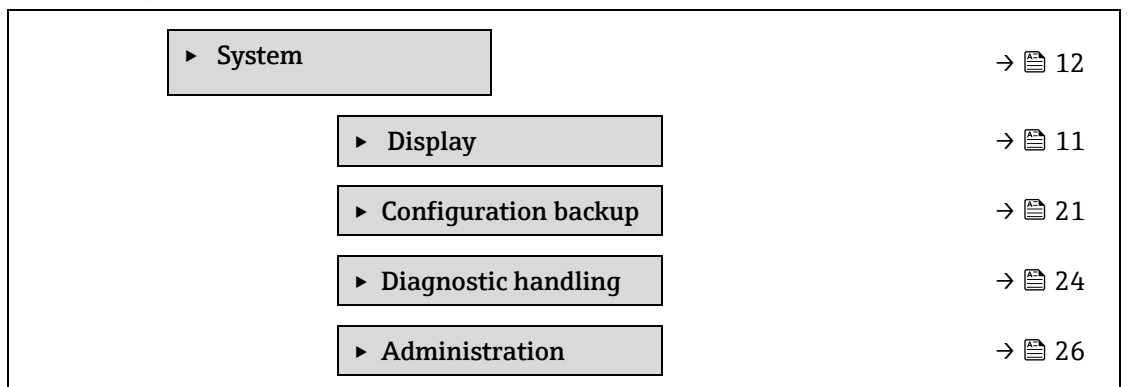 ▸ System → 12
▸ Display → 11
▸ Configuration backup → 21
▸ Diagnostic handling → 24
▸ Administration → 26